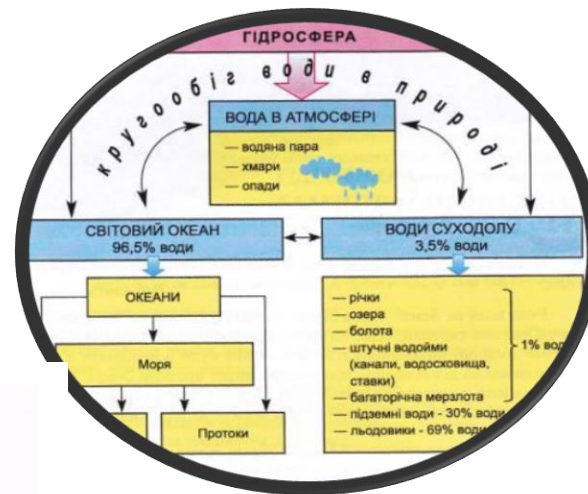 ГІДРОСФЕРА
кругообіг води в природі
ВОДА В АТМОСФЕРІ
— водяна пара
— хмари
— опади
СВІТОВИЙ ОКЕАН
96,5% води
ВОДИ СУХОДОЛУ
3,5% води
ОКЕАНИ
Моря
Протоки
— річки
— озера
— болота
— штучні водойми
(канали, водосховища,
ставки)
— багаторічна мерзлота
1% вод
— підземні води - 30% води
— льодовики - 69% води